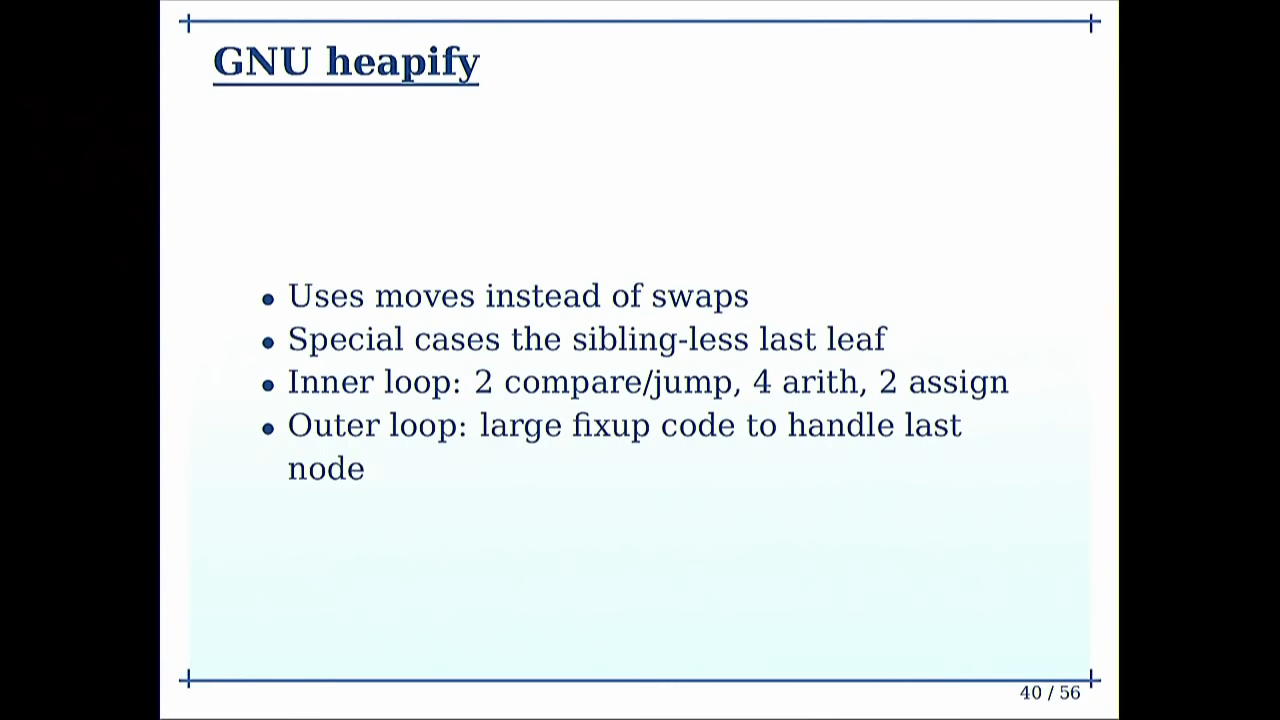 GNU heapify
• Uses moves instead of swaps
• Special cases the sibling-less last leaf
• Inner loop: 2 compare/jump, 4 arith, 2 assign
• Outer loop: large fixup code to handle last
node
40 / 56